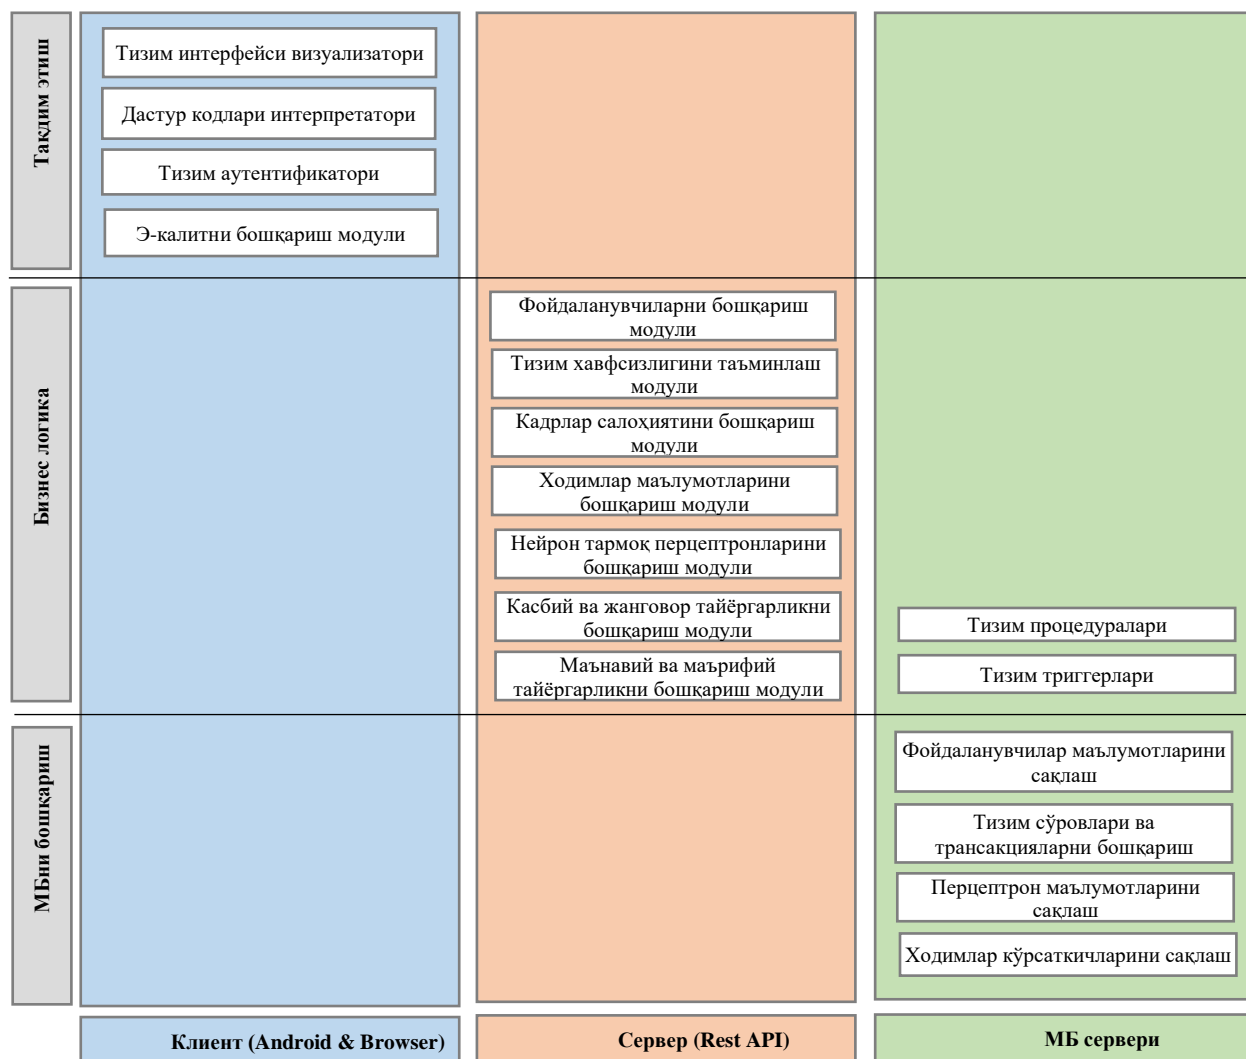 Такдим этиш
Тизим интерфейси визуализатори
Дастур кодлари интерпретатори
Тизим аутентификатори
Э-калитни бошқариш модули
Бизнес логика
Фойдаланувчиларни бошқариш
модули
Тизим хавфсизлигини таъминлаш
модули
Кадрлар салоҳиятини бошқариш
модули
Ходимлар маълумотларини
бошқариш модули
Нейрон тармоқ перцептронларини
бошқариш модули
Касбий ва жанговор тайёргарликни
бошқариш модули
Маънавий ва маърифий
тайёргарликни бошқариш модули
Тизим процедуралари
Тизим триггерлари
МБни бошкариш
Фойдаланувчилар маълумотларини
сақлаш
Тизим сўровлари ва
трансакцияларни бошқариш
Перцептрон маълумотларини
сақлаш
Ходимлар кўрсаткичларини сақлаш
Клиент (Android & Browser)
Сервер (Rest API)
МБ сервери